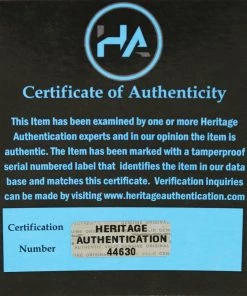 HA
Certificate of Authenticity
This Item has been examined by one or more Heritage
Authentication experts and in our opinion the item is
authentic. The Item has been marked with a tamperproof
serial numbered label that identifies the item in our data
base and matches this certificate. Verification inquiries
can be made by visiting www.heritageauthentication.com
Certification
Number
HERITAGE
AUTHENTICATION
44630